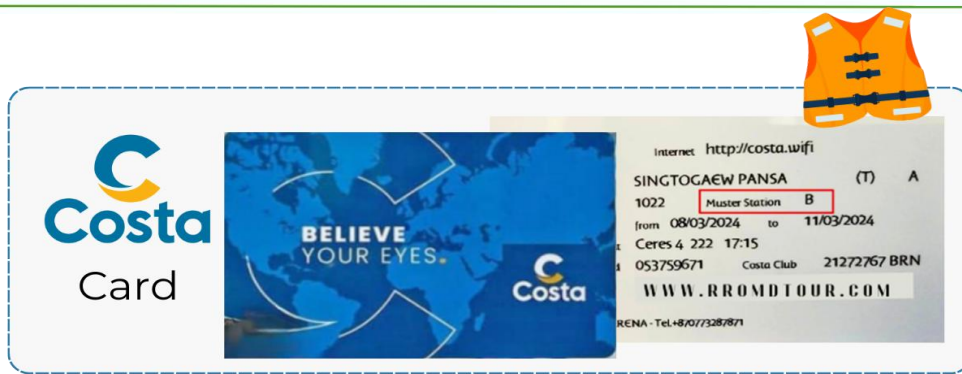 Costa
Card
BELIEVE
YOUR EYES.
Costa
Internet http://costa.wifi
SINGTOGAEW PANSA (T) A
1022 Muster Station B
from 08/03/2024 to 11/03/2024
Ceres 4 222 17:15
053759671 Costa Club 21272767 BRN
WWW.RROMDTOUR.COM
RENA - Tel.+870773287871